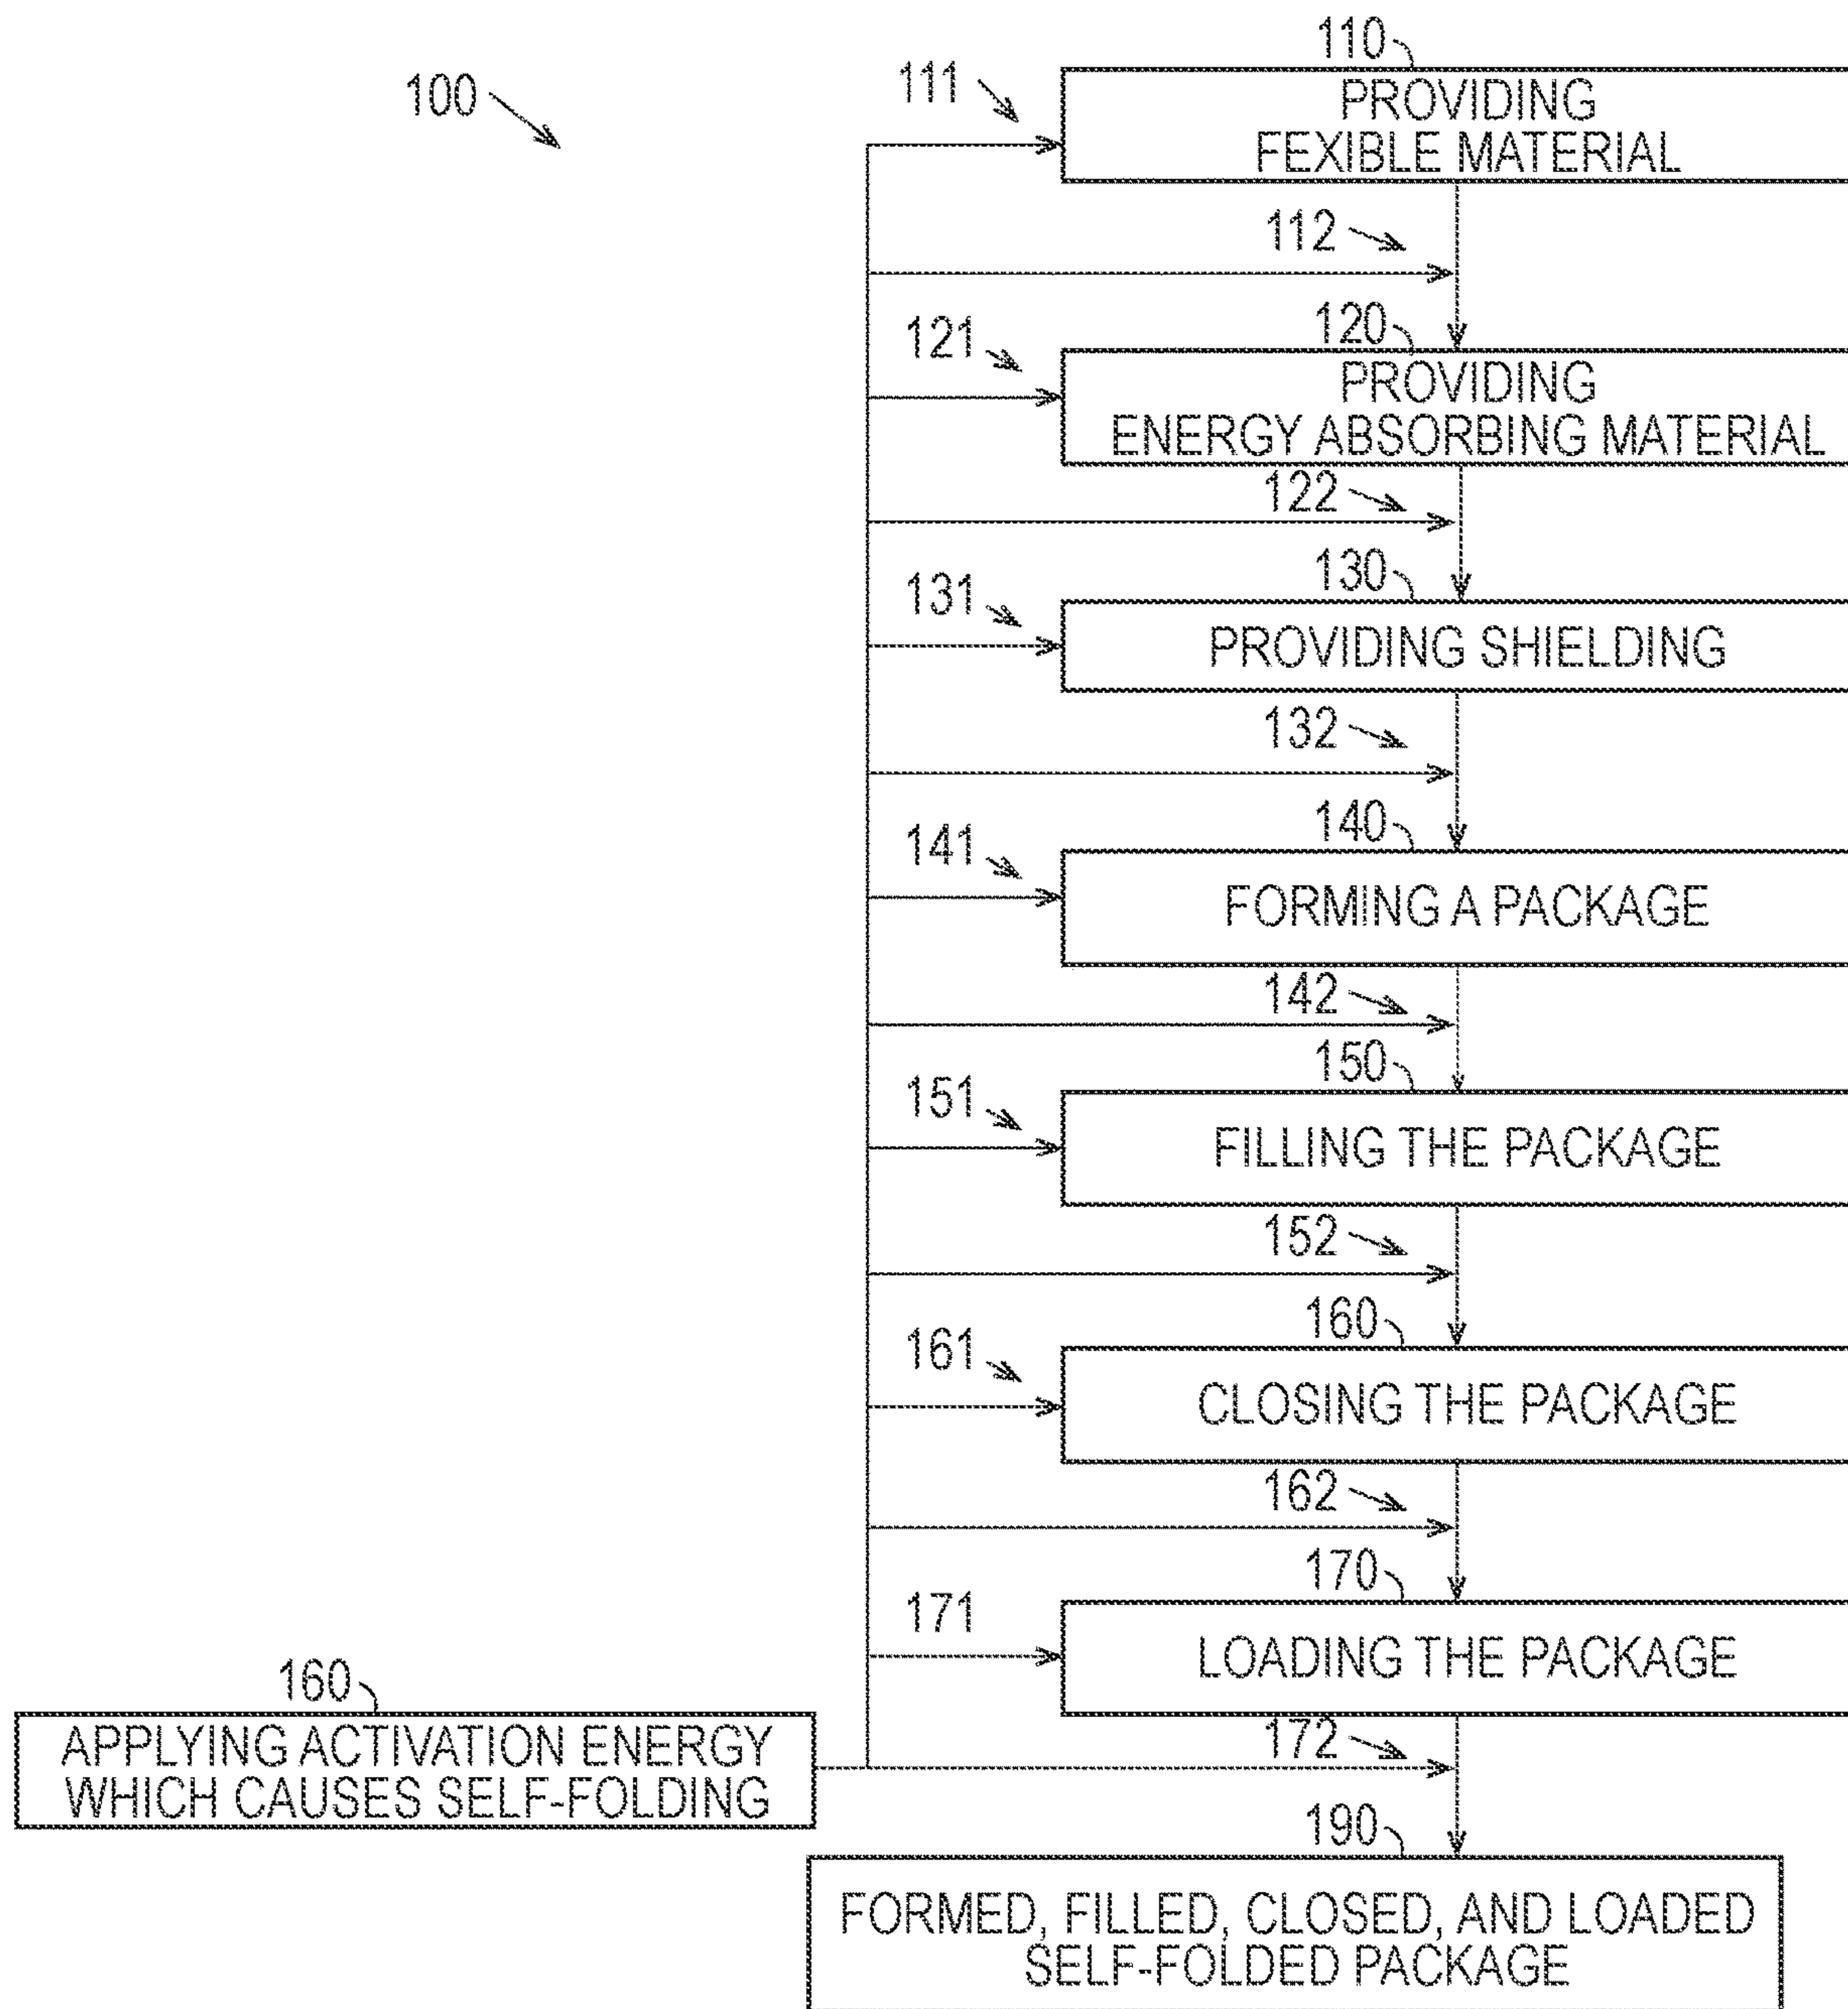 100
110
111
PROVIDING
FEXIBLE MATERIAL
112
120
121
PROVIDING
ENERGY ABSORBING MATERIAL
122
130
131
PROVIDING SHIELDING
132
140
141
FORMING A PACKAGE
142
150
151
FILLING THE PACKAGE
152
160
161
CLOSING THE PACKAGE
162
170
171
LOADING THE PACKAGE
160
APPLYING ACTIVATION ENERGY
WHICH CAUSES SELF-FOLDING
172
190
FORMED, FILLED, CLOSED, AND LOADED
SELF-FOLDED PACKAGE